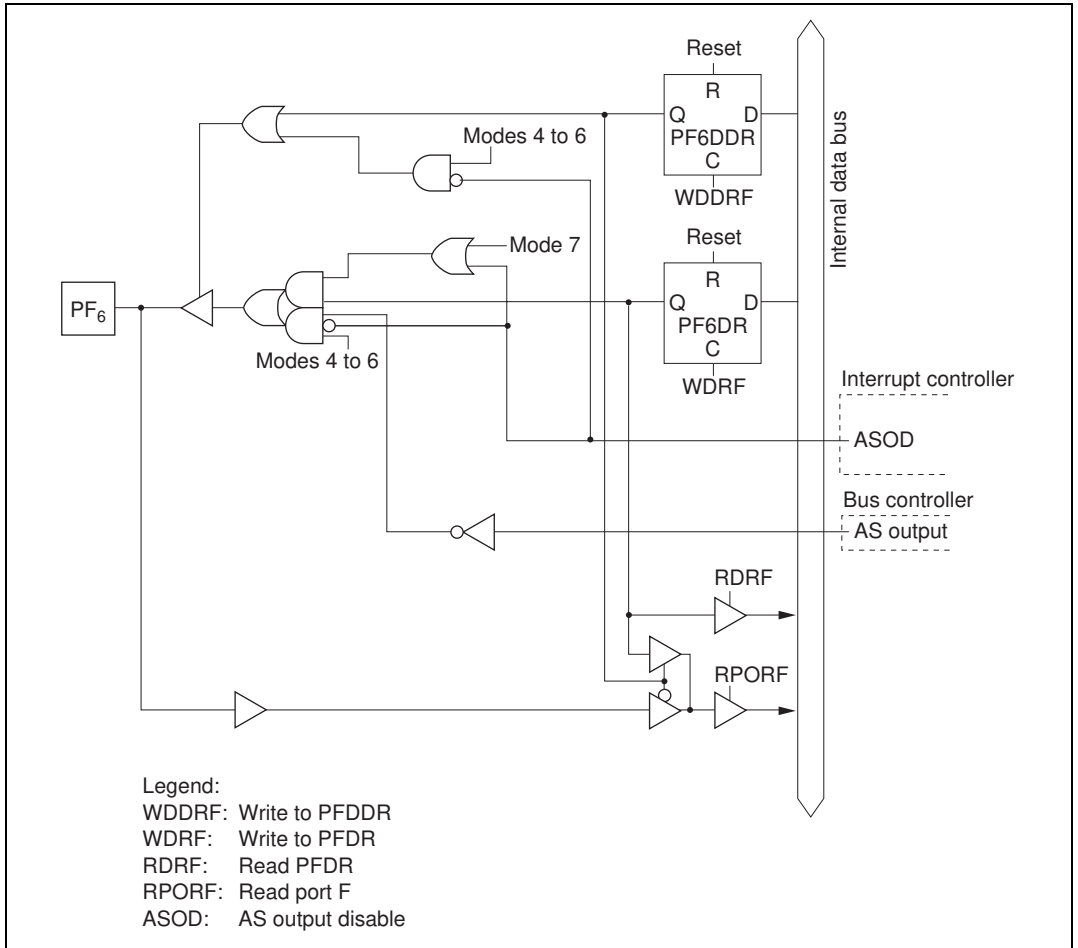 Reset
R
Q D
PF6DDR
C
WDDRF
Modes 4 to 6
Internal data bus
Reset
R
Q D
PF6DR
C
WDRF
Mode 7
PF6
Modes 4 to 6
Interrupt controller
ASOD
Bus controller
AS output
RDRF
RPORF
Legend:
WDDRF: Write to PFDDR
WDRF: Write to PFDR
RDRF: Read PFDR
RPORF: Read port F
ASOD: AS output disable